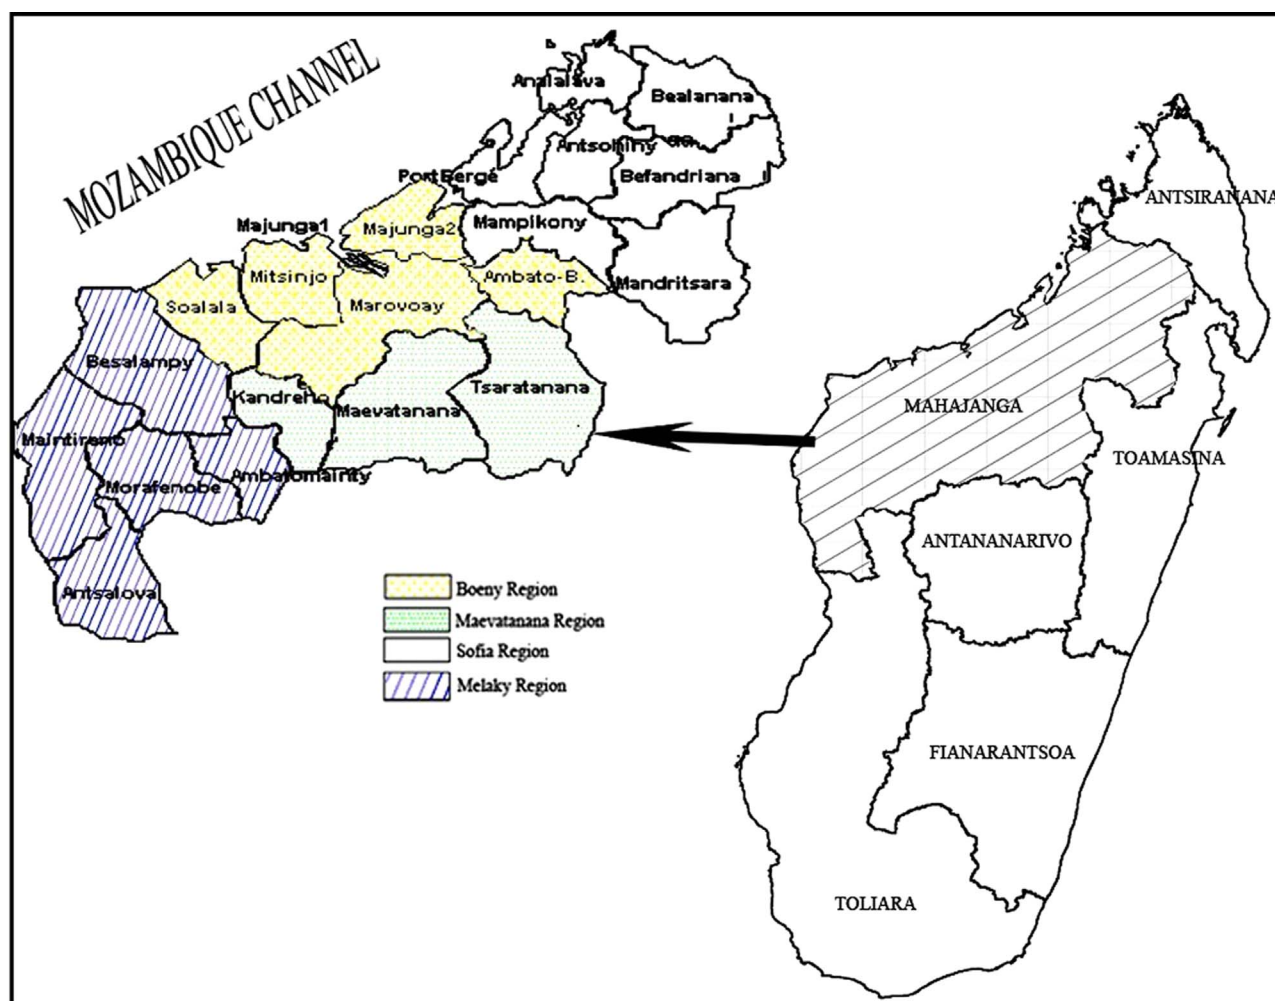 MOZAMBIQUE CHANNEL
Analalava
Bealanana
Antsohihy
PortBergé
Befandriana
Majunga1
Majunga2
Mampikony
Mitsinjo
Ambato-B.
Mandritsara
Soalala
Marovoay
Besalampy
Kandreho
Maevatanana
Tsaratanana
Maintirano
Ambatomainty
Morafenobe
Antsalova
Boeny Region
Maevatanana Region
Sofia Region
Melaky Region
ANTSIRANANA
MAHAJANGA
TOAMASINA
ANTANANARIVO
FIANARANTSOA
TOLIARA